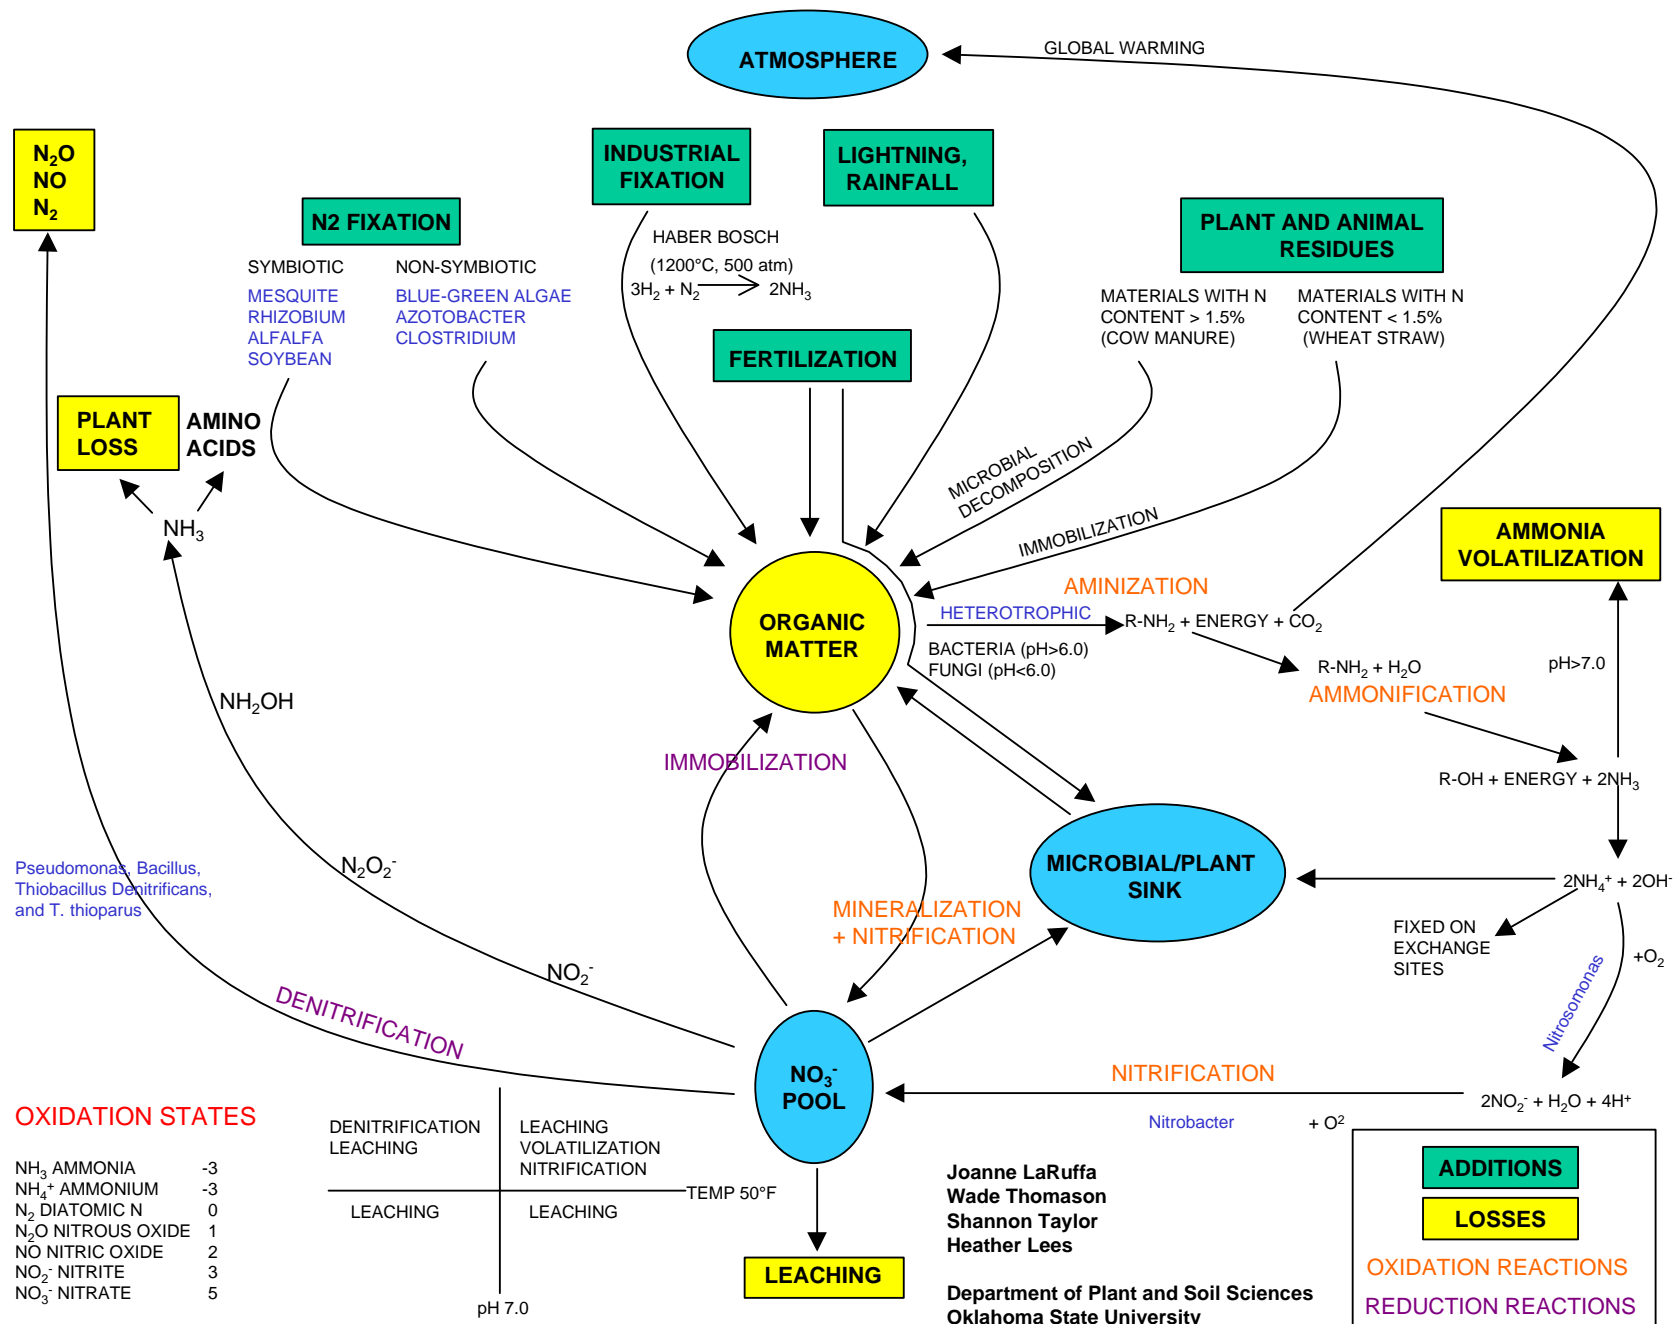 ATMOSPHERE
GLOBAL WARMING
N₂O
NO
N₂
INDUSTRIAL
FIXATION
LIGHTNING,
RAINFALL
N2 FIXATION
PLANT AND ANIMAL
RESIDUES
SYMBIOTIC
MESQUITE
RHIZOBIUM
ALFALFA
SOYBEAN
NON-SYMBIOTIC
BLUE-GREEN ALGAE
AZOTOBACTER
CLOSTRIDIUM
HABER BOSCH
(1200°C, 500 atm)
3H₂ + N₂ 2NH₃
FERTILIZATION
MATERIALS WITH N
CONTENT > 1.5%
(COW MANURE)
MATERIALS WITH N
CONTENT < 1.5%
(WHEAT STRAW)
PLANT
LOSS
AMINO
ACIDS
NH₃
MICROBIAL
DECOMPOSITION
IMMOBILIZATION
AMMONIA
VOLATILIZATION
ORGANIC
MATTER
AMINIZATION
HETEROTROPHIC
BACTERIA (pH>6.0)
FUNGI (pH<6.0)
R-NH₂ + ENERGY + CO₂
R-NH₂ + H₂O
AMMONIFICATION
pH>7.0
R-OH + ENERGY + 2NH₃
NH₂OH
IMMOBILIZATION
N₂O₂⁻
Pseudomonas, Bacillus,
Thiobacillus Denitrificans,
and T. thioparus
MICROBIAL/PLANT
SINK
2NH₄⁺ + 2OH⁻
MINERALIZATION
+ NITRIFICATION
FIXED ON
EXCHANGE
SITES
+O₂
Nitrosomonas
NO₂⁻
DENITRIFICATION
NO₃⁻
POOL
NITRIFICATION
2NO₂⁻ + H₂O + 4H⁺
Nitrobacter + O²
OXIDATION STATES
NH₃ AMMONIA -3
NH₄⁺ AMMONIUM -3
N₂ DIATOMIC N 0
N₂O NITROUS OXIDE 1
NO NITRIC OXIDE 2
NO₂⁻ NITRITE 3
NO₃⁻ NITRATE 5
DENITRIFICATION
LEACHING
LEACHING
VOLATILIZATION
NITRIFICATION
TEMP 50°F
LEACHING
LEACHING
pH 7.0
LEACHING
Joanne LaRuffa
Wade Thomason
Shannon Taylor
Heather Lees
Department of Plant and Soil Sciences
Oklahoma State University
ADDITIONS
LOSSES
OXIDATION REACTIONS
REDUCTION REACTIONS